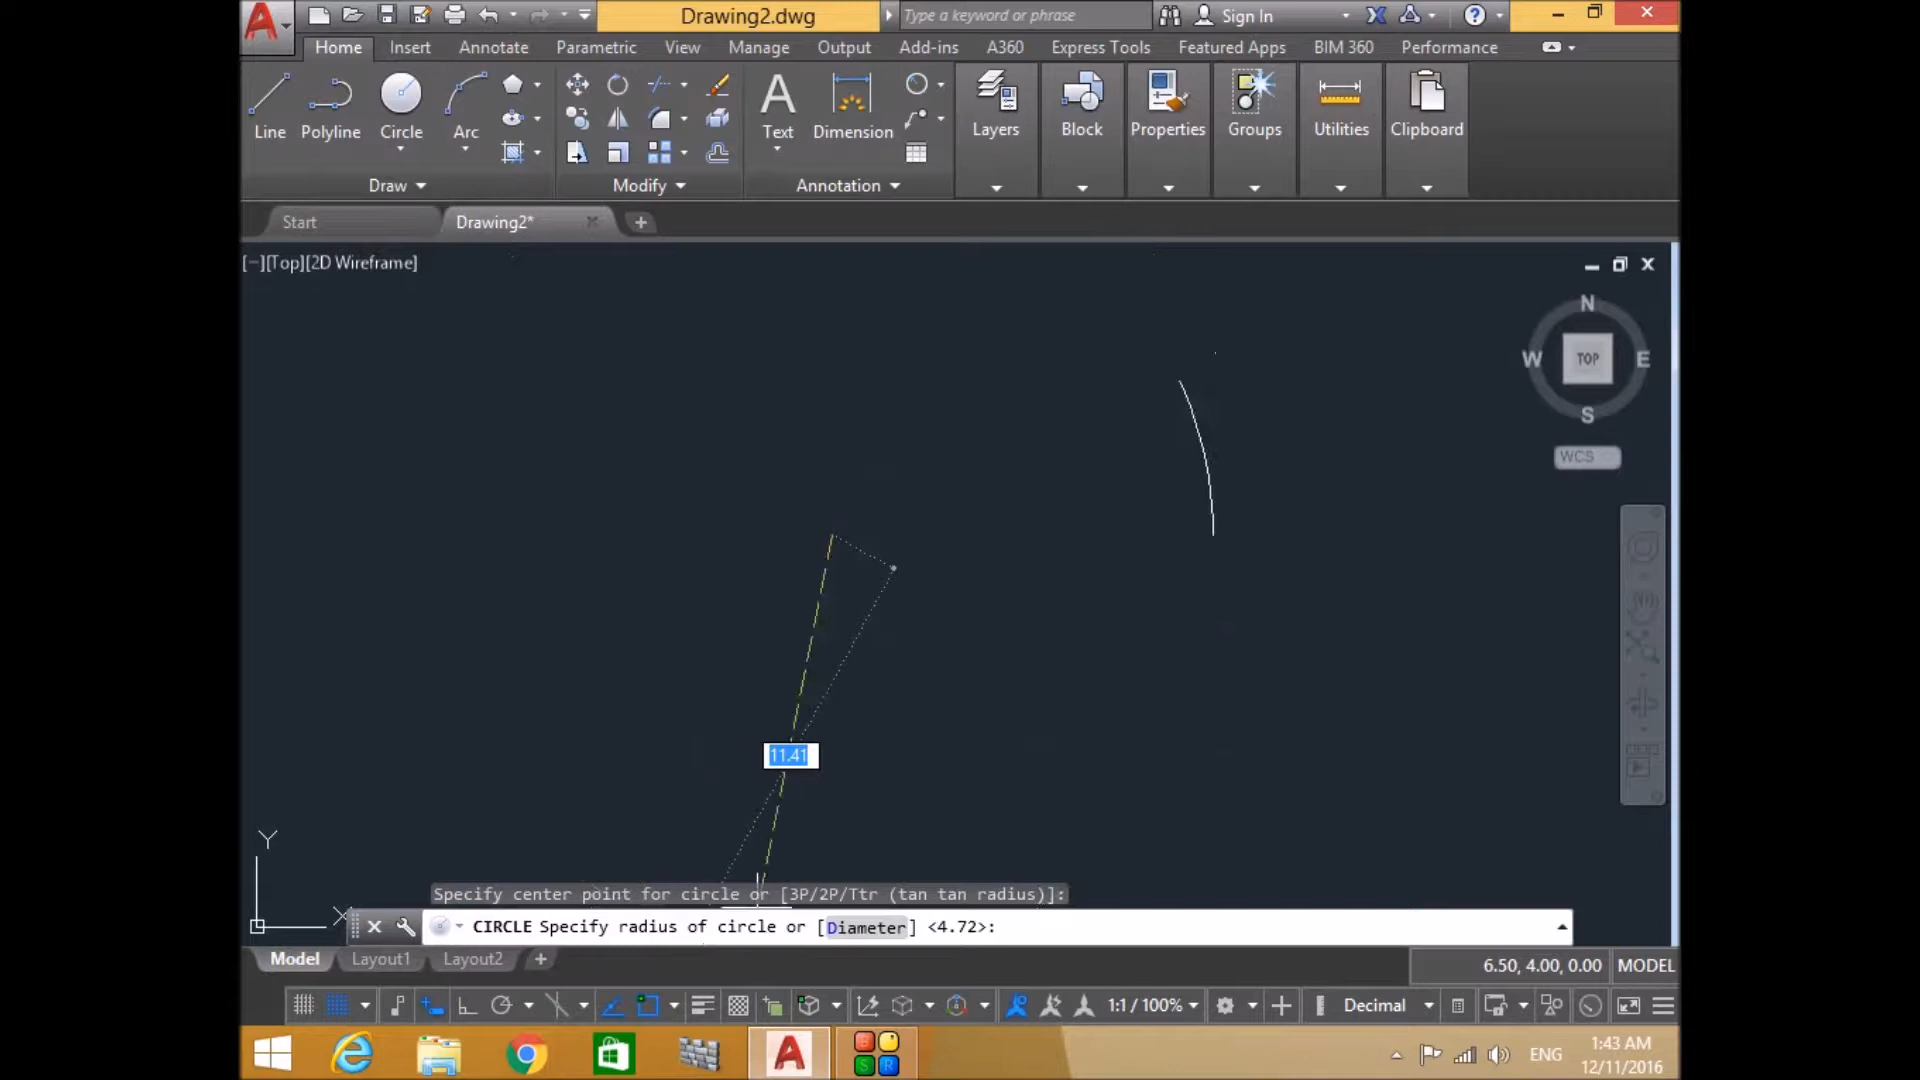 Drawing2.dwg
Type a keyword or phrase
Sign In
Home Insert Annotate Parametric View Manage Output Add-ins A360 Express Tools Featured Apps BIM 360 Performance
Line Polyline Circle Arc Text Dimension Layers Block Properties Groups Utilities Clipboard
Draw Modify Annotation
Start Drawing2*
[−][Top][2D Wireframe]
N
W TOP E
S
WCS
11.41
Y
X
Specify center point for circle or [3P/2P/Ttr (tan tan radius)]:
CIRCLE Specify radius of circle or [Diameter] <4.72>:
Model Layout1 Layout2
6.50, 4.00, 0.00 MODEL
1:1 / 100% Decimal
ENG
1:43 AM
12/11/2016